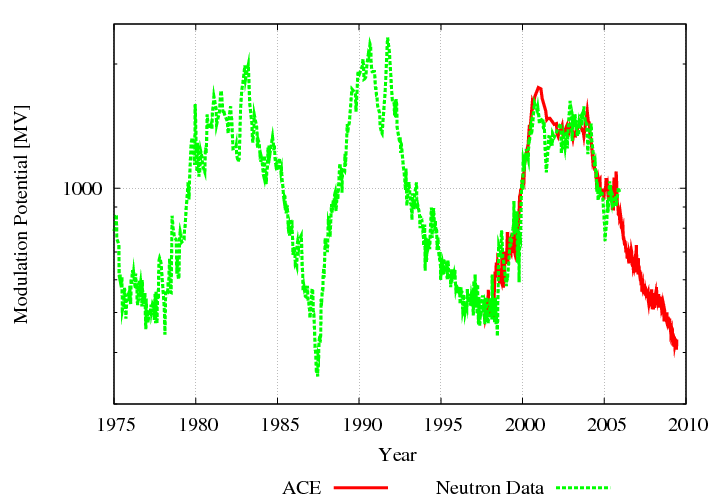 Modulation Potential [MV]
1000
1975 1980 1985 1990 1995 2000 2005 2010
Year
ACE Neutron Data